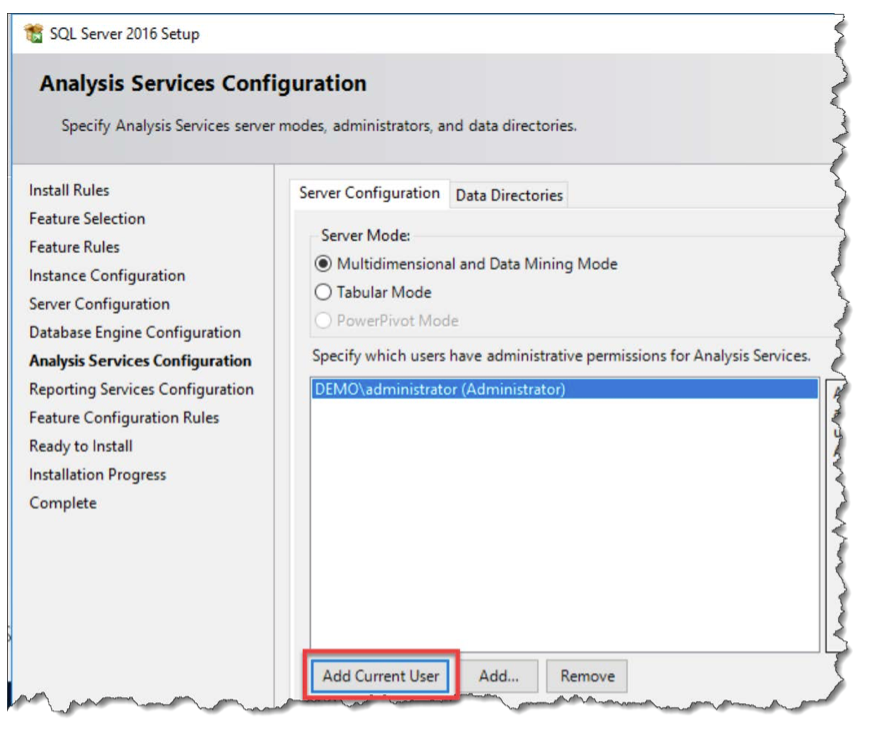 SQL Server 2016 Setup
Analysis Services Configuration
Specify Analysis Services server modes, administrators, and data directories.
Install Rules
Feature Selection
Feature Rules
Instance Configuration
Server Configuration
Database Engine Configuration
Analysis Services Configuration
Reporting Services Configuration
Feature Configuration Rules
Ready to Install
Installation Progress
Complete
Server Configuration Data Directories
Server Mode:
Multidimensional and Data Mining Mode
Tabular Mode
PowerPivot Mode
Specify which users have administrative permissions for Analysis Services.
DEMO\administrator (Administrator)
Add Current User Add... Remove